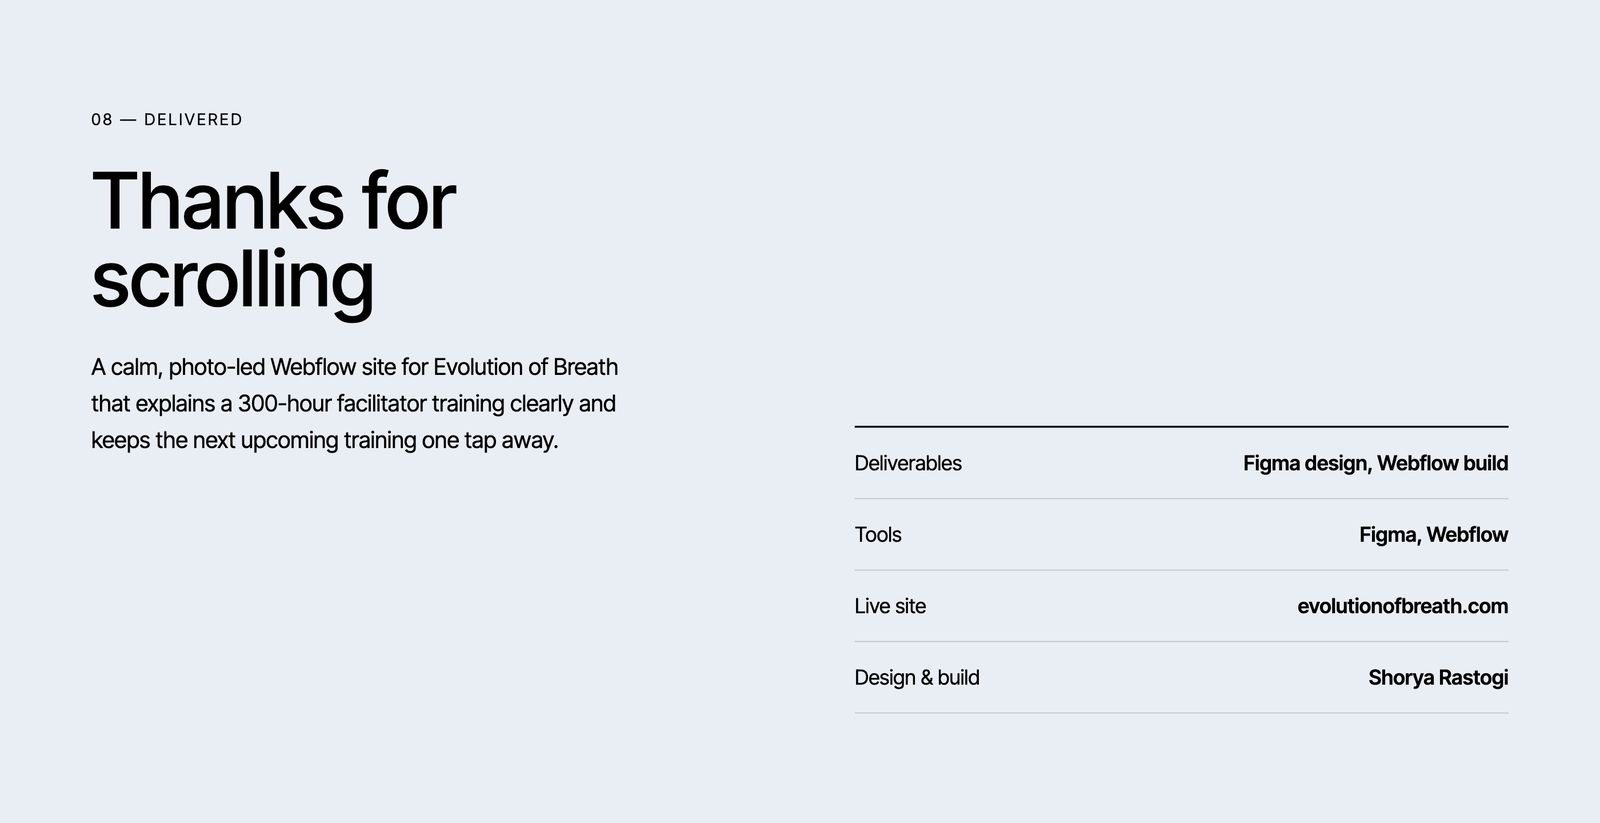 08 — DELIVERED
Thanks for
scrolling
A calm, photo-led Webflow site for Evolution of Breath
that explains a 300-hour facilitator training clearly and
keeps the next upcoming training one tap away.
Deliverables Figma design, Webflow build
Tools Figma, Webflow
Live site evolutionofbreath.com
Design & build Shorya Rastogi